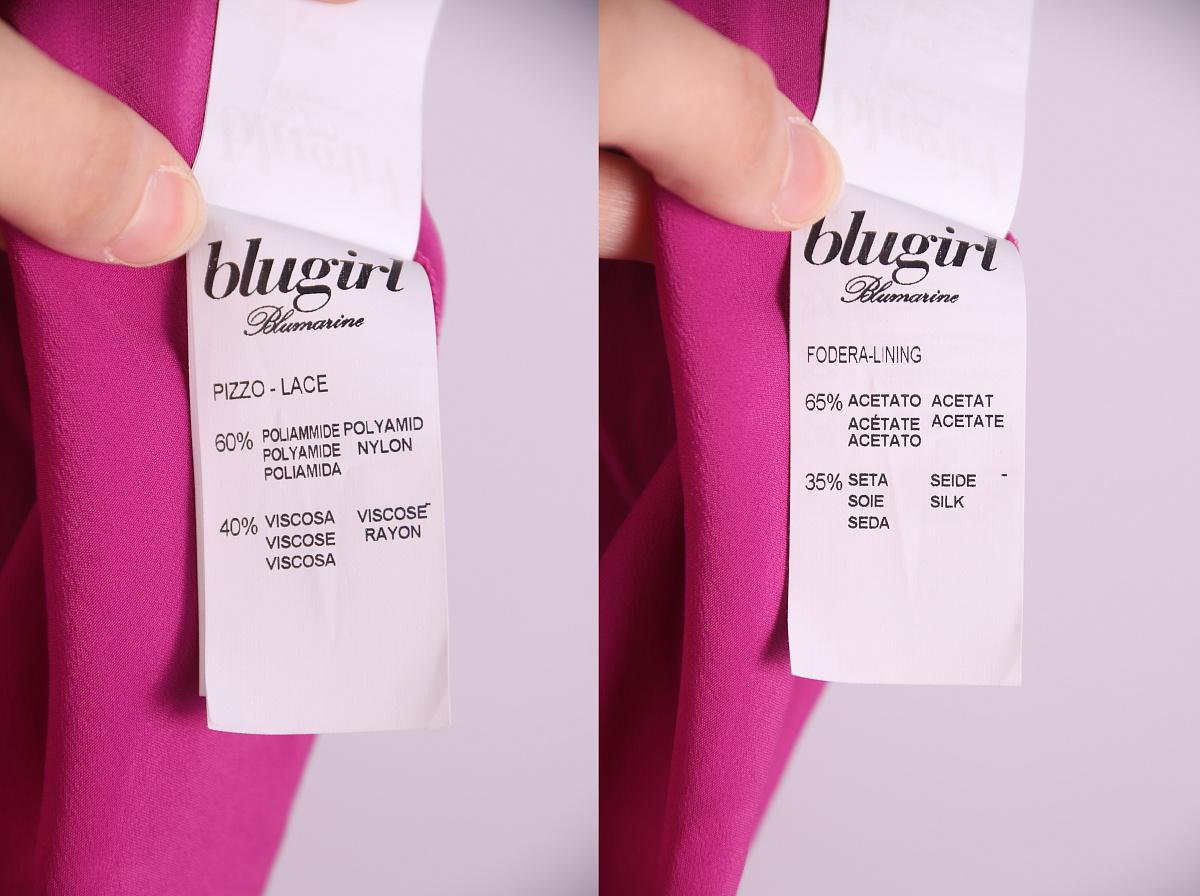 blugirl
Blumarine
PIZZO - LACE
60% POLIAMMIDE POLYAMID
POLYAMIDE NYLON
POLIAMIDA
40% VISCOSA VISCOSE
VISCOSE RAYON
VISCOSA
blugirl
Blumarine
FODERA-LINING
65% ACETATO ACETAT
ACÉTATE ACETATE
ACETATO
35% SETA SEIDE -
SOIE SILK
SEDA